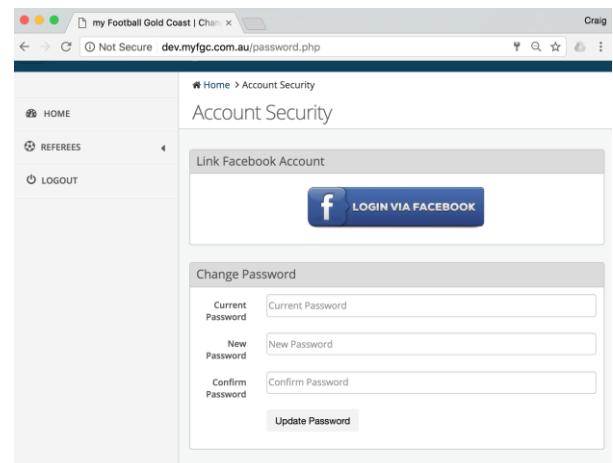 my Football Gold Coast | Chan
Craig
Not Secure dev.myfgc.com.au/password.php
Home > Account Security
Account Security
HOME
REFEREES
LOGOUT
Link Facebook Account
f LOGIN VIA FACEBOOK
Change Password
Current Password
Current Password
New Password
New Password
Confirm Password
Confirm Password
Update Password